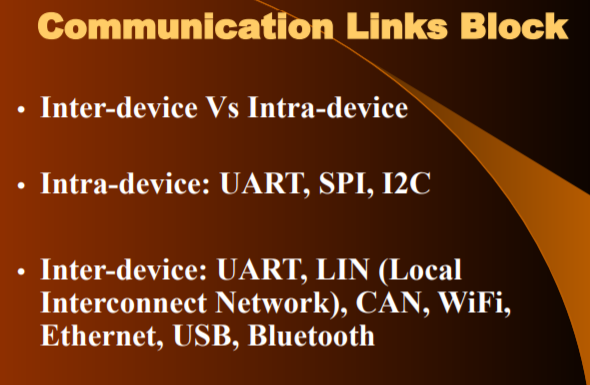 Communication Links Block
• Inter-device Vs Intra-device
• Intra-device: UART, SPI, I2C
• Inter-device: UART, LIN (Local
Interconnect Network), CAN, WiFi,
Ethernet, USB, Bluetooth